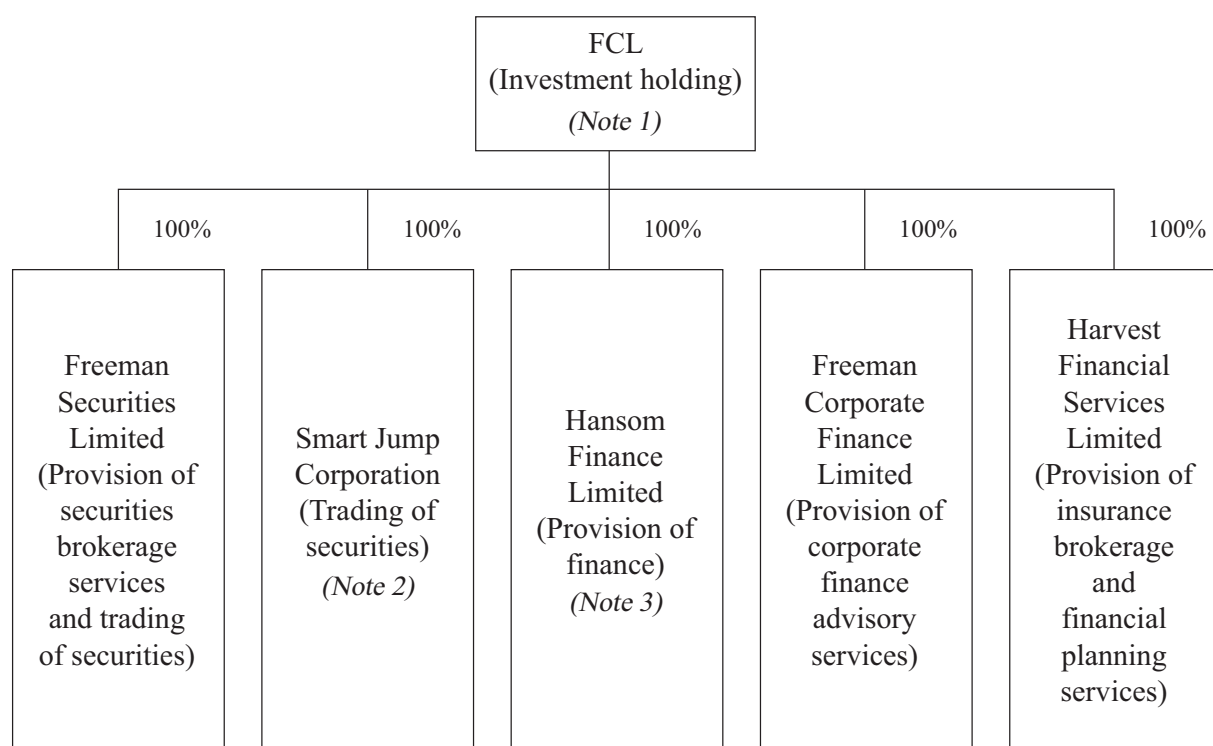 FCL
(Investment holding)
(Note 1)
100%
100%
100%
100%
100%
Freeman
Securities
Limited
(Provision of
securities
brokerage
services
and trading
of securities)
Smart Jump
Corporation
(Trading of
securities)
(Note 2)
Hansom
Finance
Limited
(Provision of
finance)
(Note 3)
Freeman
Corporate
Finance
Limited
(Provision of
corporate
finance
advisory
services)
Harvest
Financial
Services
Limited
(Provision of
insurance
brokerage
and
financial
planning
services)